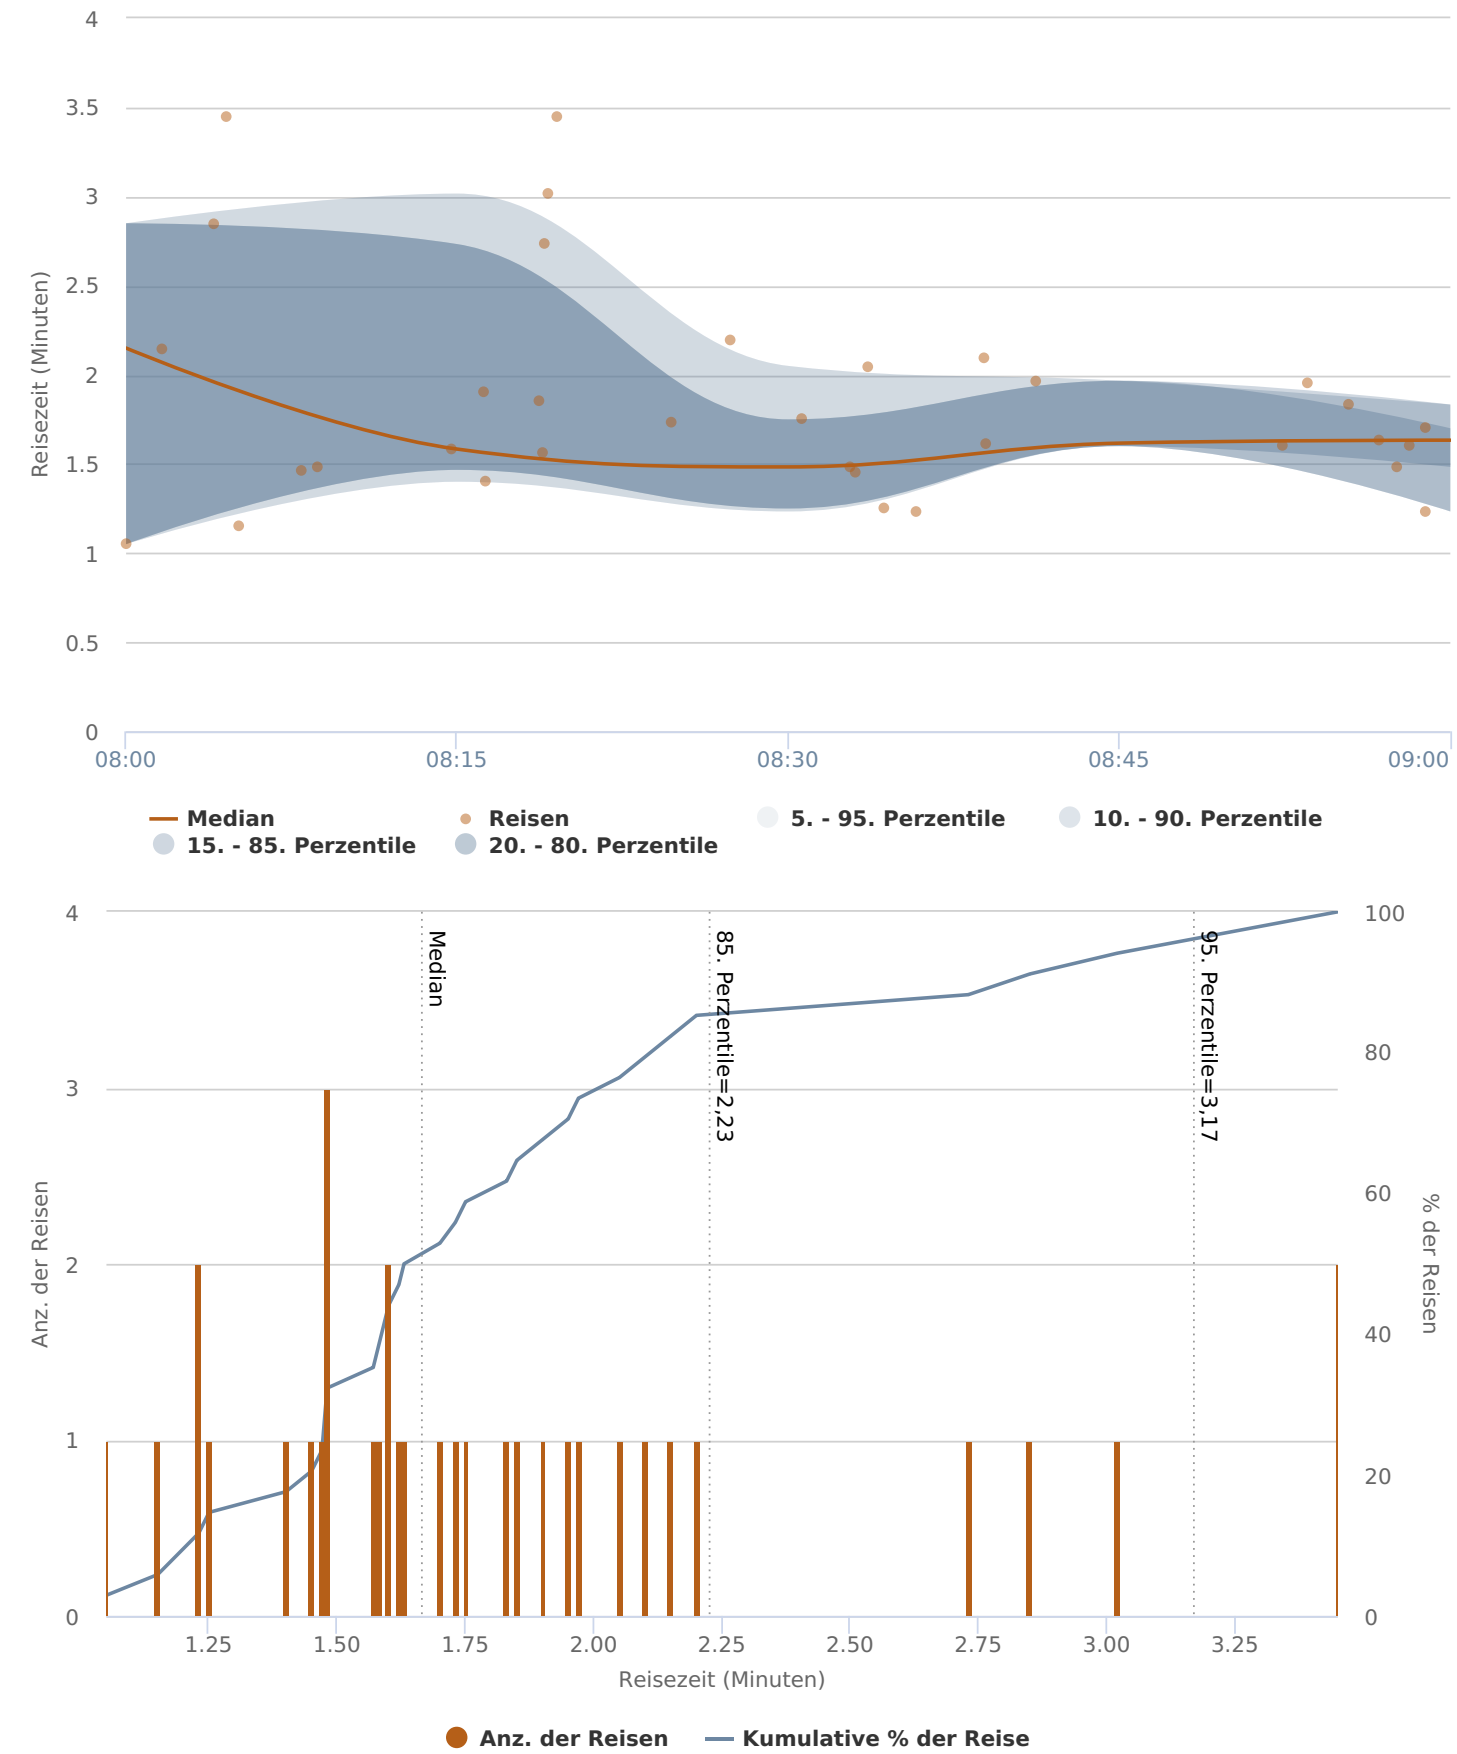 4
3.5
3
2.5
2
1.5
1
0.5
0
Reisezeit (Minuten)
08:00 08:15 08:30 08:45 09:00
Median Reisen 5. - 95. Perzentile 10. - 90. Perzentile
15. - 85. Perzentile 20. - 80. Perzentile
4
3
2
1
0
Anz. der Reisen
Median
85. Perzentile=2,23
95. Perzentile=3,17
100
80
60
40
20
0
% der Reisen
1.25 1.50 1.75 2.00 2.25 2.50 2.75 3.00 3.25
Reisezeit (Minuten)
Anz. der Reisen Kumulative % der Reise